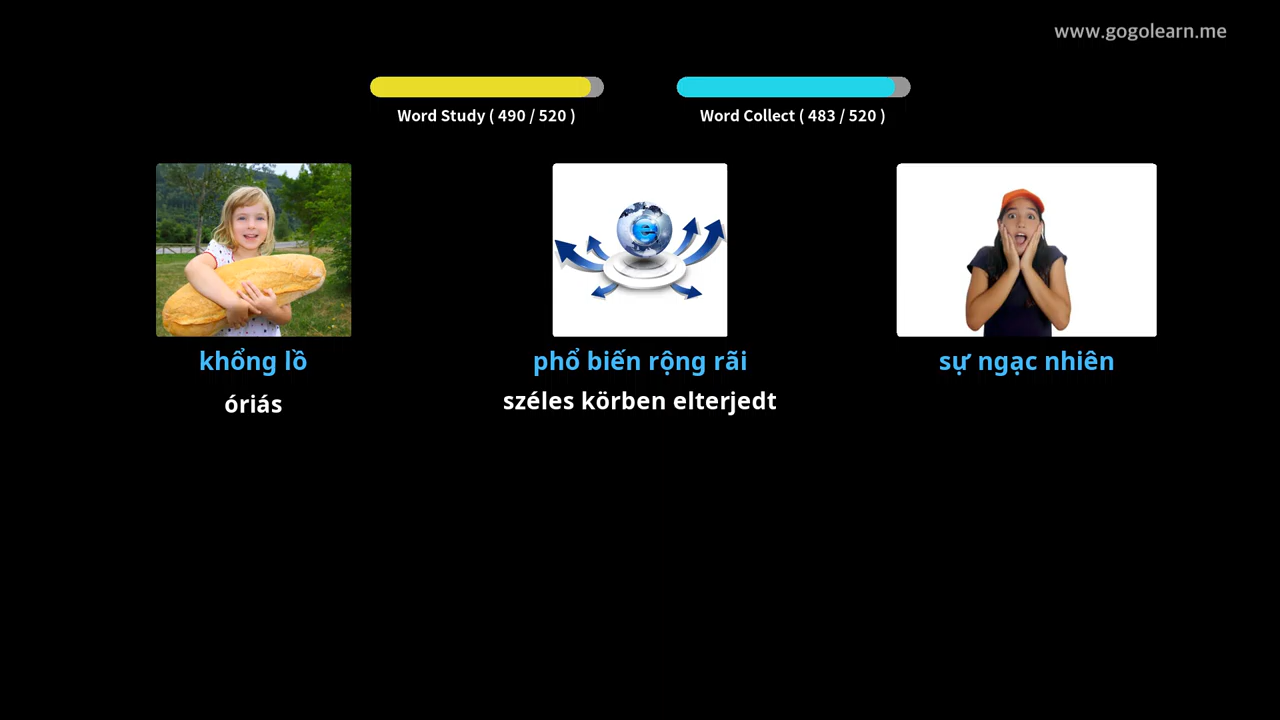 www.gogolearn.me
Word Study ( 490 / 520 )
Word Collect ( 483 / 520 )
e
khổng lồ
phổ biến rộng rãi
sự ngạc nhiên
óriás
széles körben elterjedt